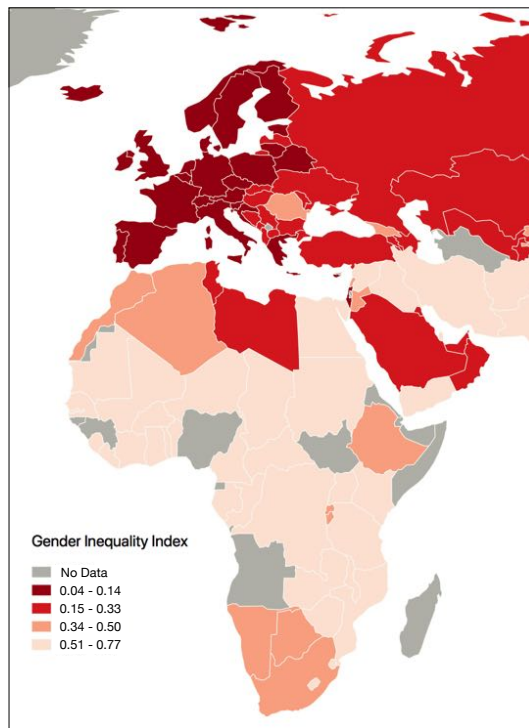 Gender Inequality Index
No Data
0.04 - 0.14
0.15 - 0.33
0.34 - 0.50
0.51 - 0.77